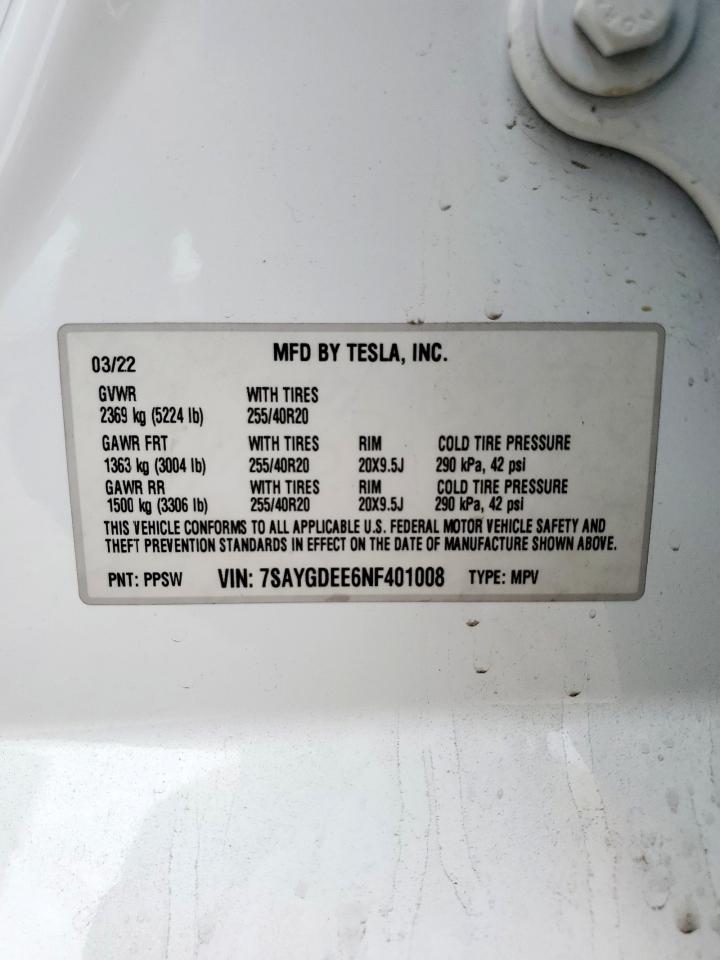 03/22 MFD BY TESLA, INC.
GVWR WITH TIRES
2369 kg (5224 lb) 255/40R20
GAWR FRT WITH TIRES RIM COLD TIRE PRESSURE
1363 kg (3004 lb) 255/40R20 20X9.5J 290 kPa, 42 psi
GAWR RR WITH TIRES RIM COLD TIRE PRESSURE
1500 kg (3306 lb) 255/40R20 20X9.5J 290 kPa, 42 psi
THIS VEHICLE CONFORMS TO ALL APPLICABLE U.S. FEDERAL MOTOR VEHICLE SAFETY AND
THEFT PREVENTION STANDARDS IN EFFECT ON THE DATE OF MANUFACTURE SHOWN ABOVE.
PNT: PPSW VIN: 7SAYGDEE6NF401008 TYPE: MPV